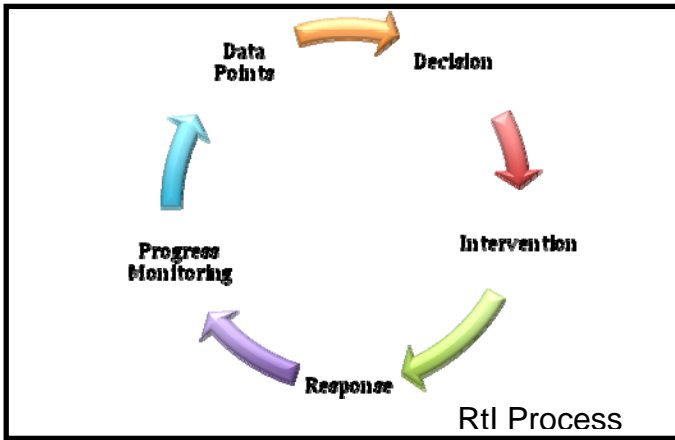 Data
Points
Decision
Intervention
Response
Progress
Monitoring
RtI Process